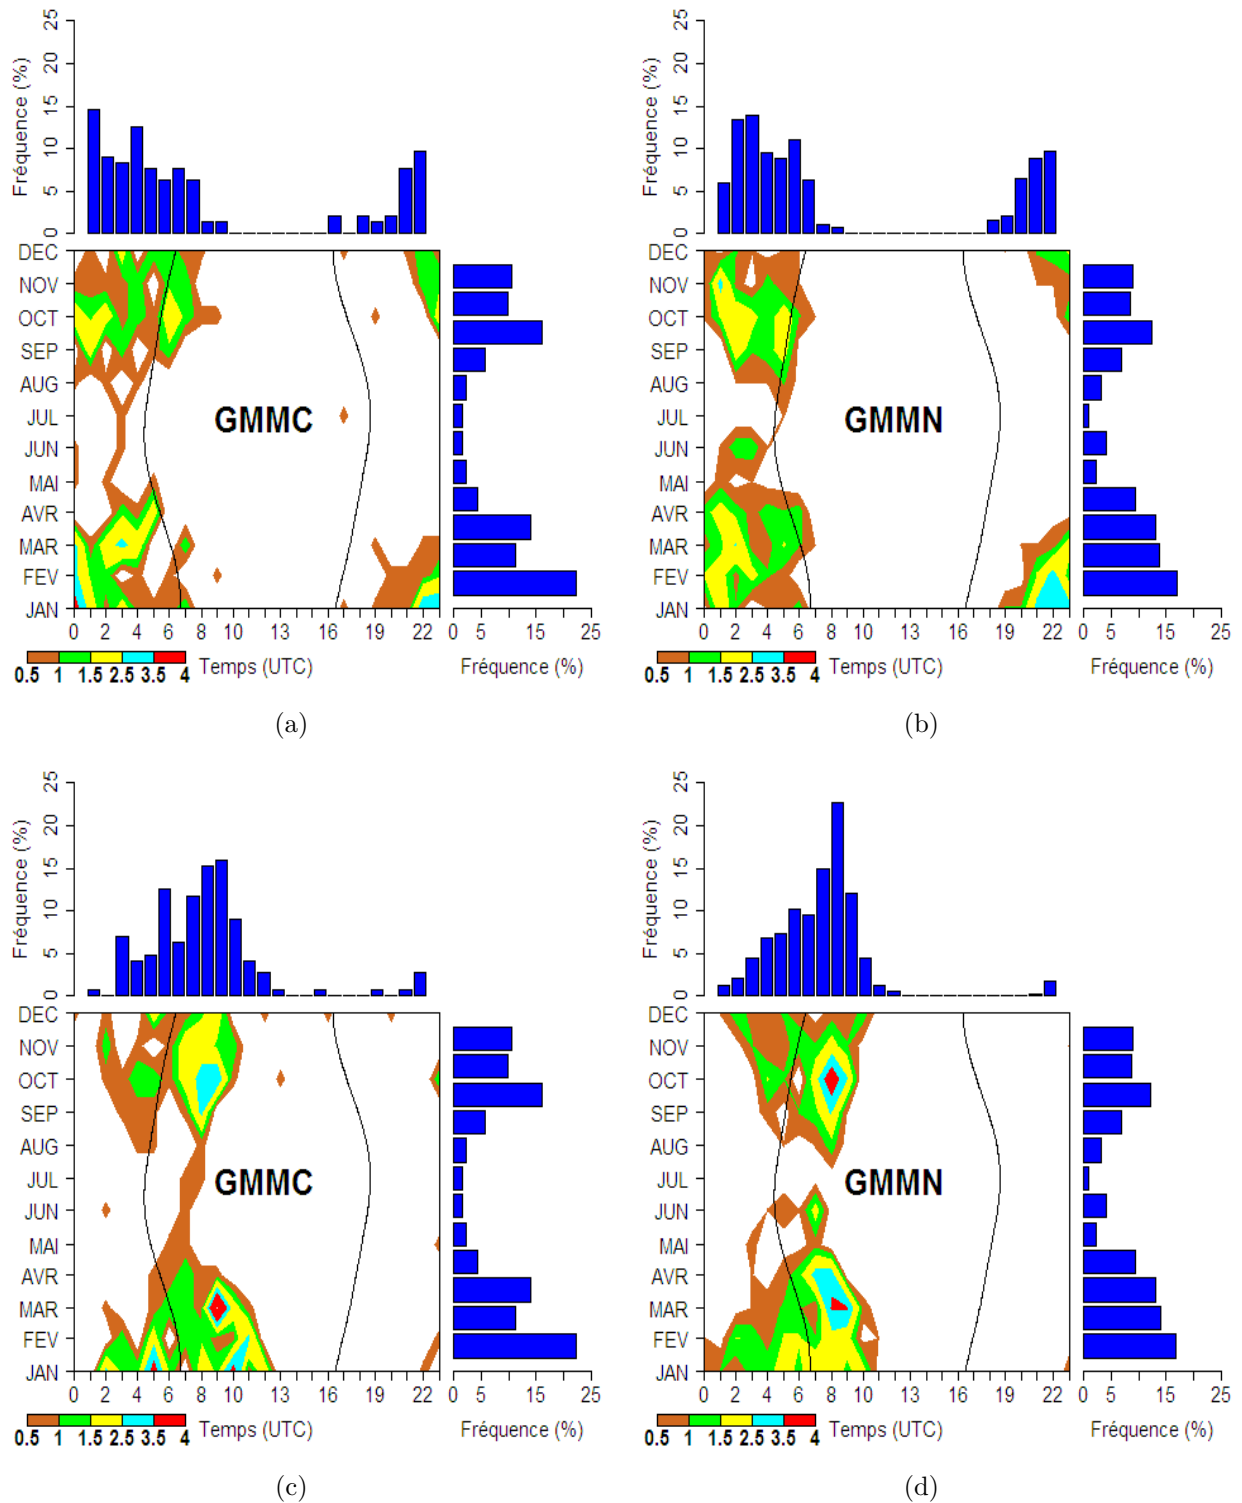 Fréquence (%)
0 5 10 15 20 25
DEC
NOV
OCT
SEP
AUG
JUL
JUN
MAI
AVR
MAR
FEV
JAN
GMMC
0 2 4 6 8 10 13 16 19 22
0.5 1 1.5 2.5 3.5 4
Temps (UTC)
0 5 15 25
Fréquence (%)
(a)
Fréquence (%)
0 5 10 15 20 25
DEC
NOV
OCT
SEP
AUG
JUL
JUN
MAI
AVR
MAR
FEV
JAN
GMMN
0 2 4 6 8 10 13 16 19 22
0.5 1 1.5 2.5 3.5 4
Temps (UTC)
0 5 15 25
Fréquence (%)
(b)
Fréquence (%)
0 5 10 15 20 25
DEC
NOV
OCT
SEP
AUG
JUL
JUN
MAI
AVR
MAR
FEV
JAN
GMMC
0 2 4 6 8 10 13 16 19 22
0.5 1 1.5 2.5 3.5 4
Temps (UTC)
0 5 15 25
Fréquence (%)
(c)
Fréquence (%)
0 5 10 15 20 25
DEC
NOV
OCT
SEP
AUG
JUL
JUN
MAI
AVR
MAR
FEV
JAN
GMMN
0 2 4 6 8 10 13 16 19 22
0.5 1 1.5 2.5 3.5 4
Temps (UTC)
0 5 15 25
Fréquence (%)
(d)